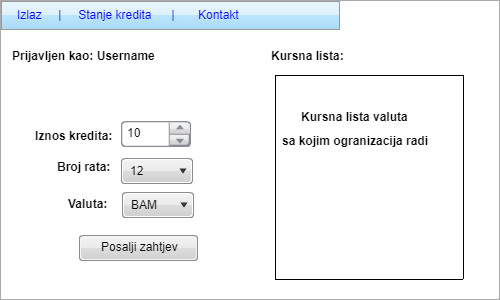 Izlaz | Stanje kredita | Kontakt
Prijavljen kao: Username
Kursna lista:
Kursna lista valuta
sa kojim ogranizacija radi
Iznos kredita: 10
Broj rata: 12
Valuta: BAM
Posalji zahtjev